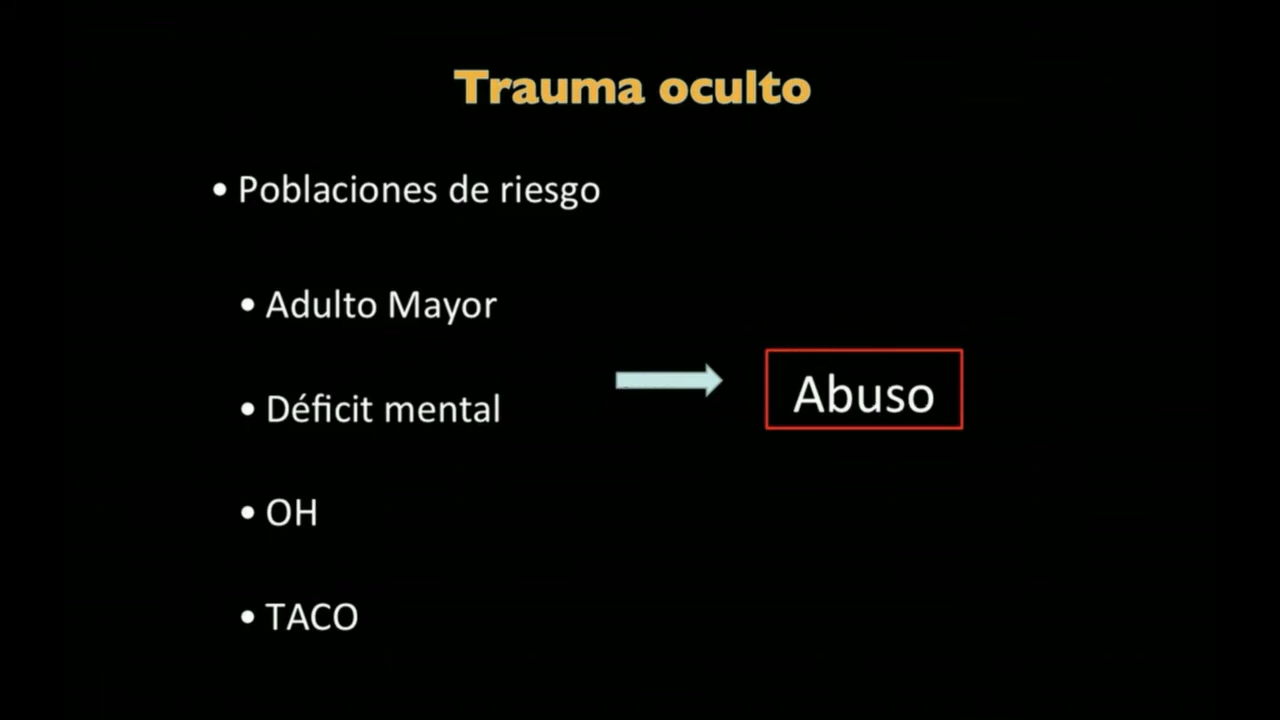 Trauma oculto
• Poblaciones de riesgo
• Adulto Mayor
• Déficit mental
Abuso
• OH
• TACO